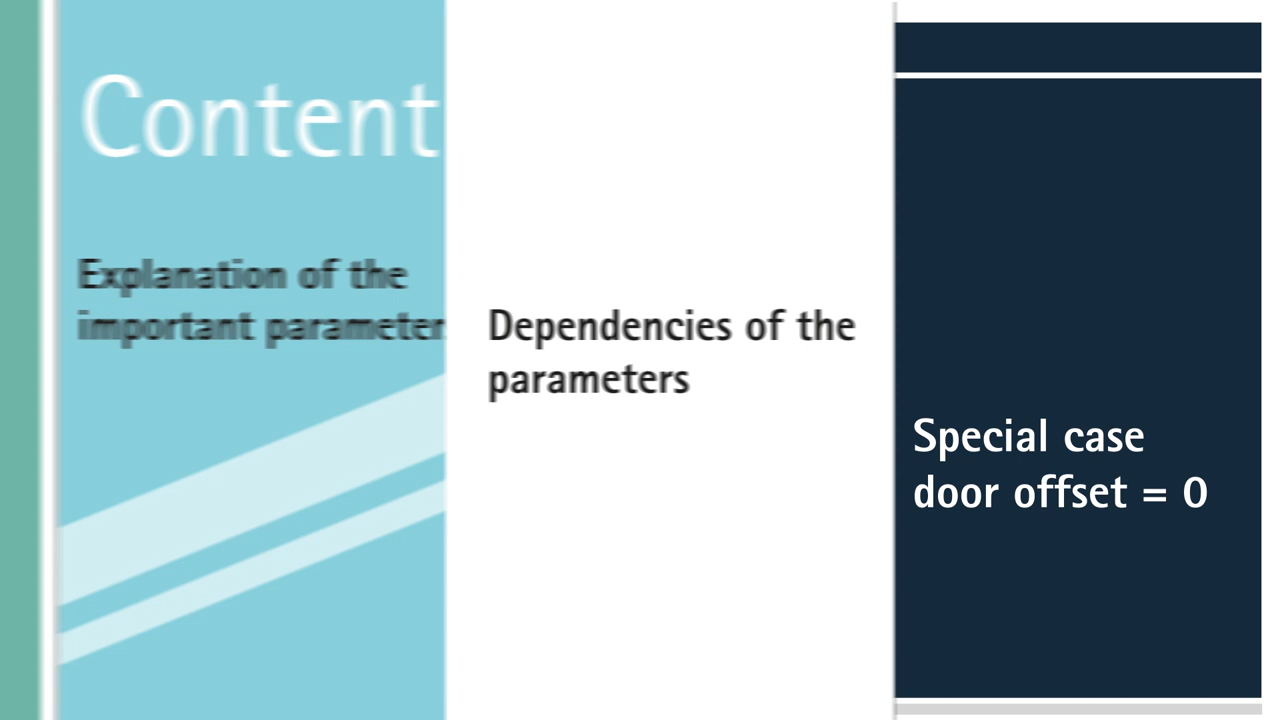 Content
Explanation of the
important parameter
Dependencies of the
parameters
Special case
door offset = 0